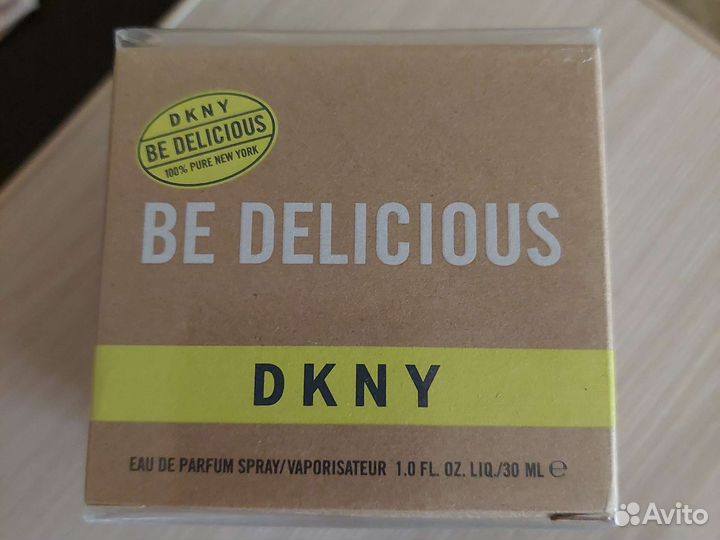 DKNY
BE DELICIOUS
100% PURE NEW YORK
BE DELICIOUS
DKNY
EAU DE PARFUM SPRAY/VAPORISATEUR 1.0 FL. OZ. LIQ./30 ML ℮
Avito